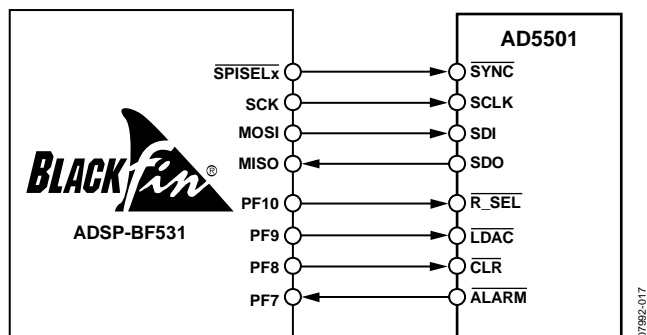 AD5501
SPISELx
SYNC
SCK
SCLK
MOSI
SDI
MISO
SDO
BLACKfin®
PF10
R_SEL
ADSP-BF531
PF9
LDAC
PF8
CLR
PF7
ALARM
07992-017